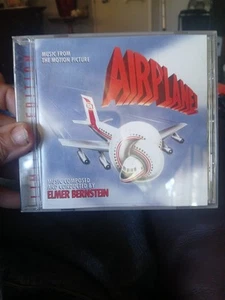 MUSIC FROM
THE MOTION PICTURE
AIRPLANE!
MUSIC COMPOSED
AND CONDUCTED BY
ELMER BERNSTEIN